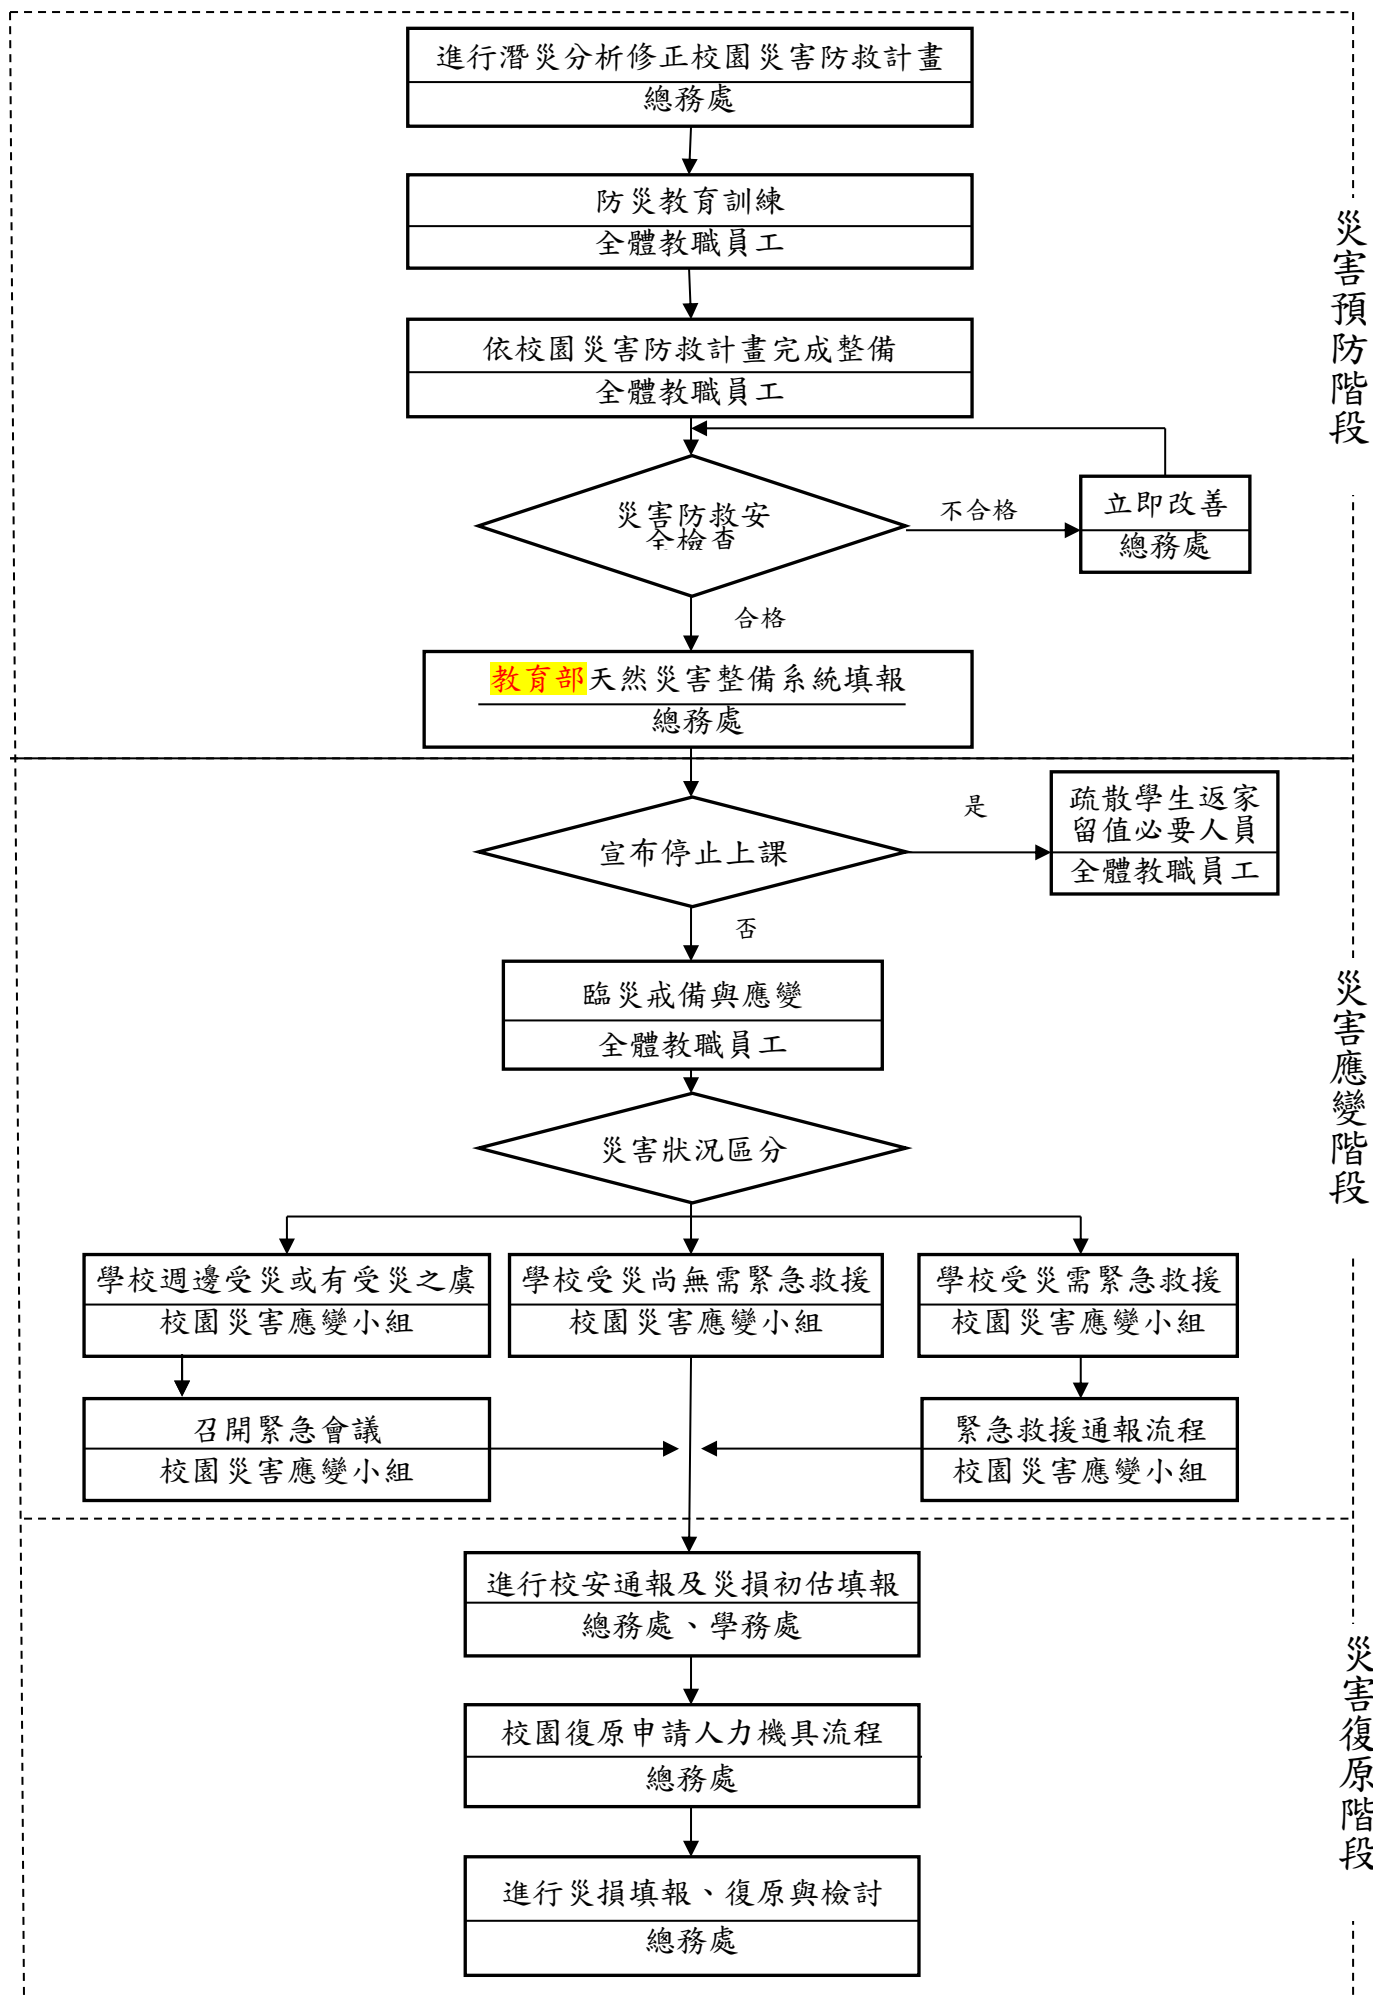 進行潛災分析修正校園災害防救計畫
總務處
防災教育訓練
全體教職員工
依校園災害防救計畫完成整備
全體教職員工
災害防救安
全檢查
不合格
立即改善
總務處
合格
教育部天然災害整備系統填報
總務處
災害預防階段
宣布停止上課
是
疏散學生返家
留值必要人員
全體教職員工
否
臨災戒備與應變
全體教職員工
災害狀況區分
學校週邊受災或有受災之虞
校園災害應變小組
學校受災尚無需緊急救援
校園災害應變小組
學校受災需緊急救援
校園災害應變小組
召開緊急會議
校園災害應變小組
緊急救援通報流程
校園災害應變小組
災害應變階段
進行校安通報及災損初估填報
總務處、學務處
校園復原申請人力機具流程
總務處
進行災損填報、復原與檢討
總務處
災害復原階段